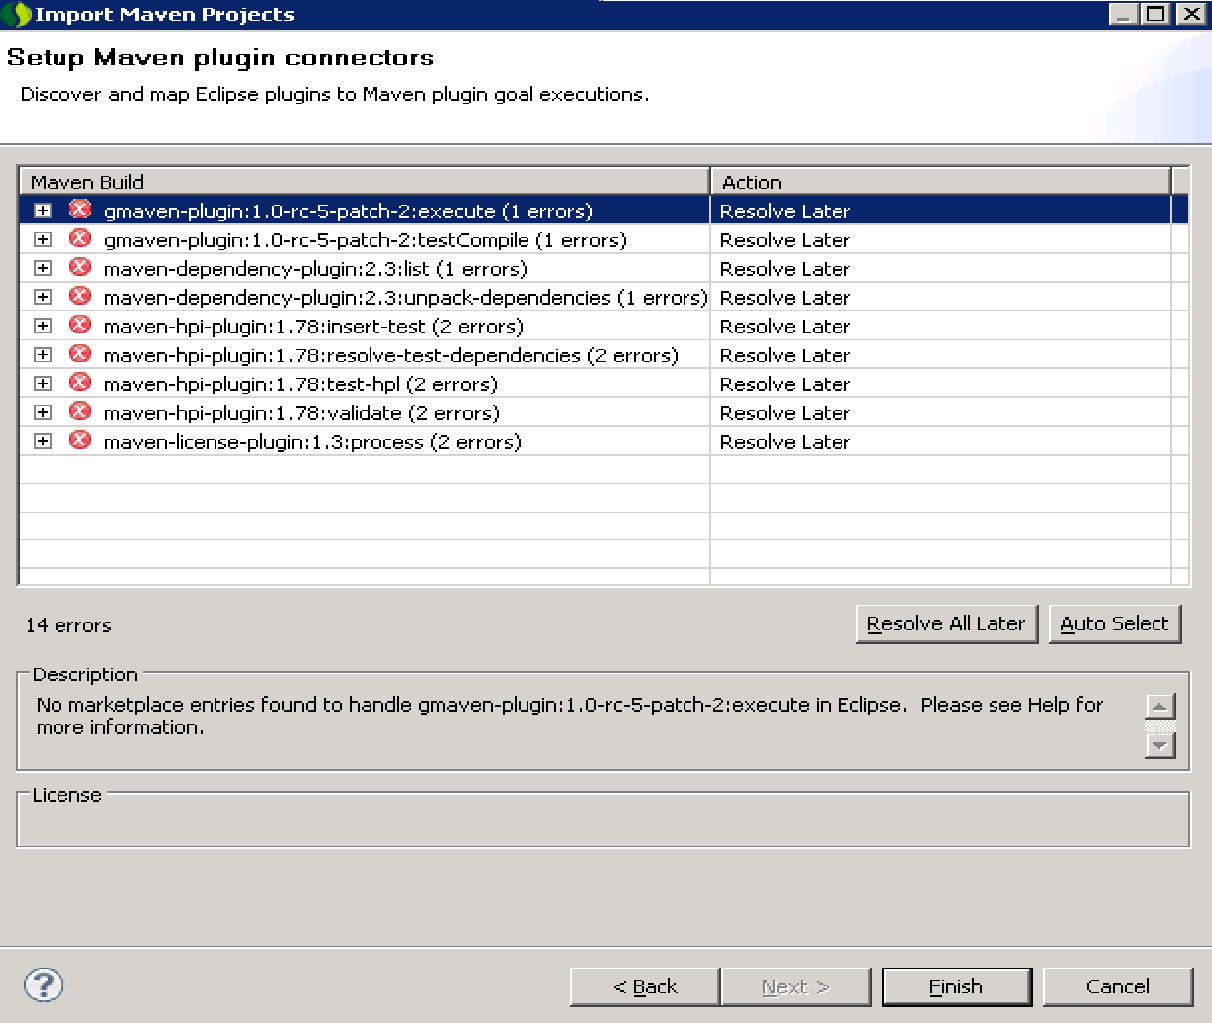 Import Maven Projects
Setup Maven plugin connectors
Discover and map Eclipse plugins to Maven plugin goal executions.
Maven Build Action
gmaven-plugin:1.0-rc-5-patch-2:execute (1 errors) Resolve Later
gmaven-plugin:1.0-rc-5-patch-2:testCompile (1 errors) Resolve Later
maven-dependency-plugin:2.3:list (1 errors) Resolve Later
maven-dependency-plugin:2.3:unpack-dependencies (1 errors) Resolve Later
maven-hpi-plugin:1.78:insert-test (2 errors) Resolve Later
maven-hpi-plugin:1.78:resolve-test-dependencies (2 errors) Resolve Later
maven-hpi-plugin:1.78:test-hpl (2 errors) Resolve Later
maven-hpi-plugin:1.78:validate (2 errors) Resolve Later
maven-license-plugin:1.3:process (2 errors) Resolve Later
14 errors Resolve All Later Auto Select
Description
No marketplace entries found to handle gmaven-plugin:1.0-rc-5-patch-2:execute in Eclipse. Please see Help for
more information.
License
? < Back Next > Finish Cancel